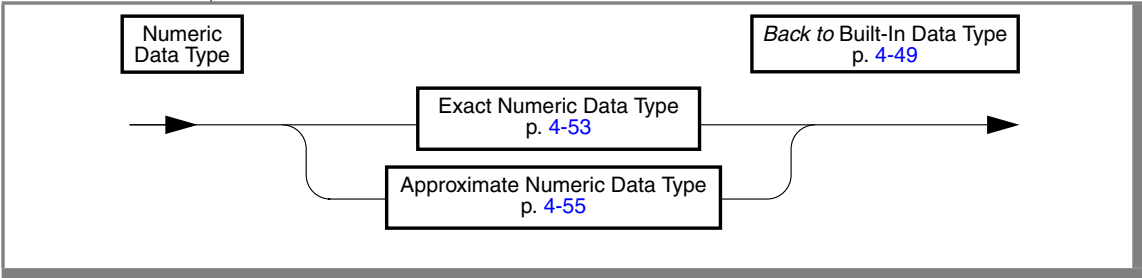 Numeric
Data Type
Back to Built-In Data Type
p. 4-49
Exact Numeric Data Type
p. 4-53
Approximate Numeric Data Type
p. 4-55